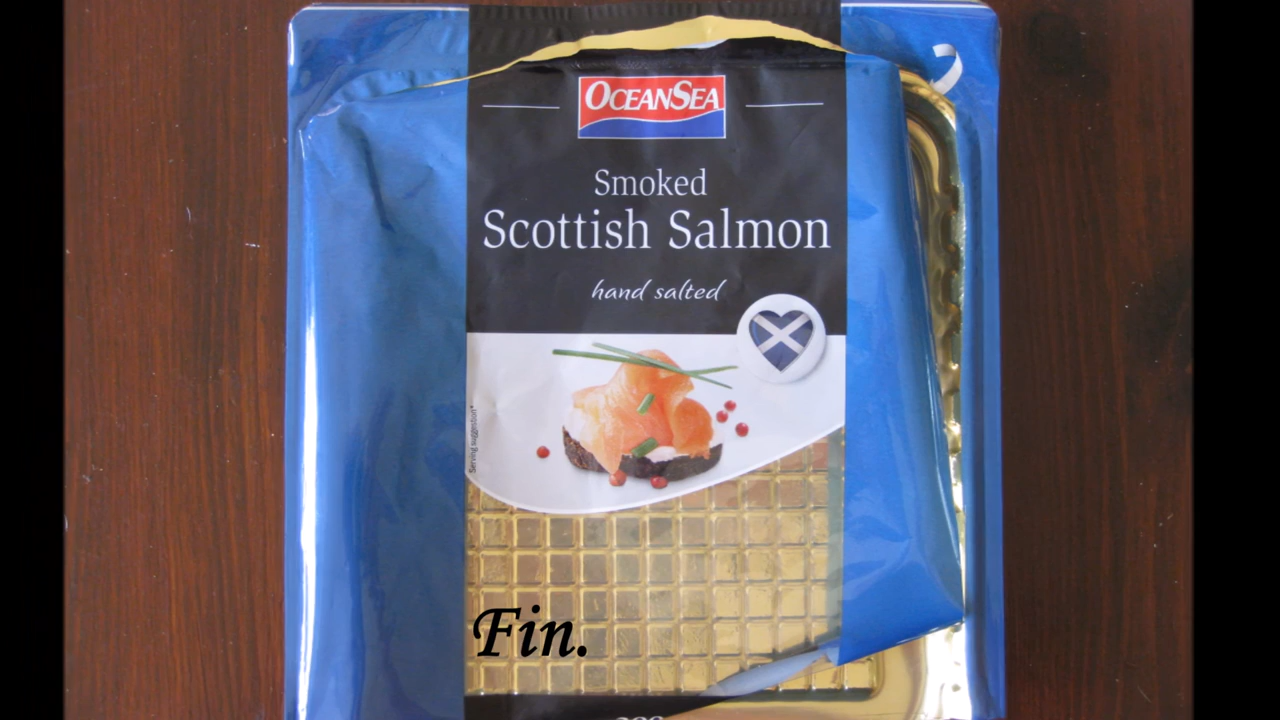 OCEANSEA
Smoked
Scottish Salmon
hand salted
Serving suggestion*
Fin.